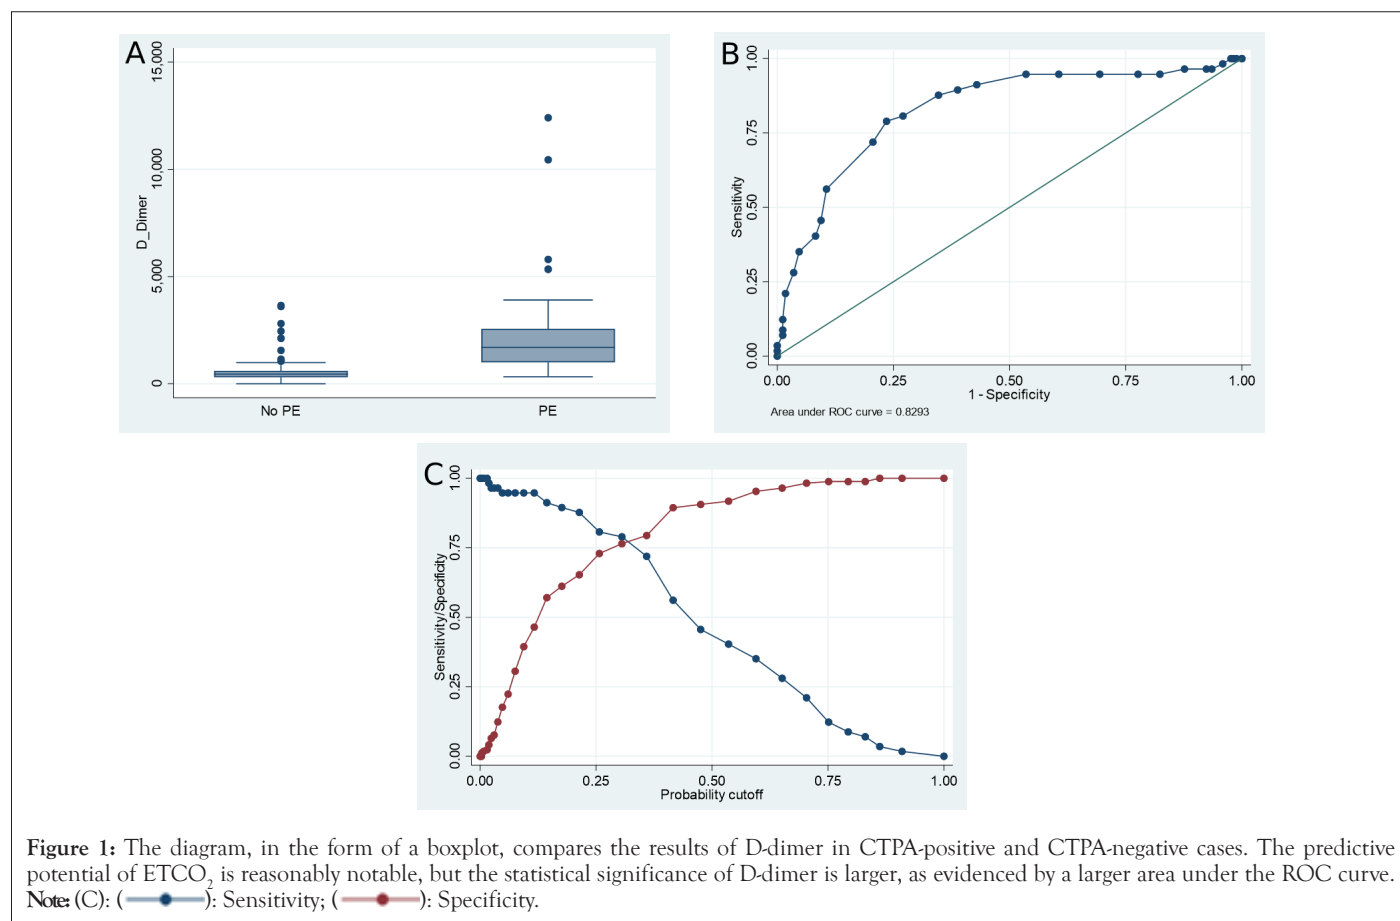 A
15,000
10,000
5,000
0
D_Dimer
No PE PE
B
1.00
0.75
0.50
0.25
0.00
Sensitivity
0.00 0.25 0.50 0.75 1.00
1 - Specificity
Area under ROC curve = 0.8293
C
1.00
0.75
0.50
0.25
0.00
Sensitivity/Specificity
0.00 0.25 0.50 0.75 1.00
Probability cutoff
Figure 1: The diagram, in the form of a boxplot, compares the results of D-dimer in CTPA-positive and CTPA-negative cases. The predictive
potential of ETCO2 is reasonably notable, but the statistical significance of D-dimer is larger, as evidenced by a larger area under the ROC curve.
Note: (C): ( ): Sensitivity; ( ): Specificity.